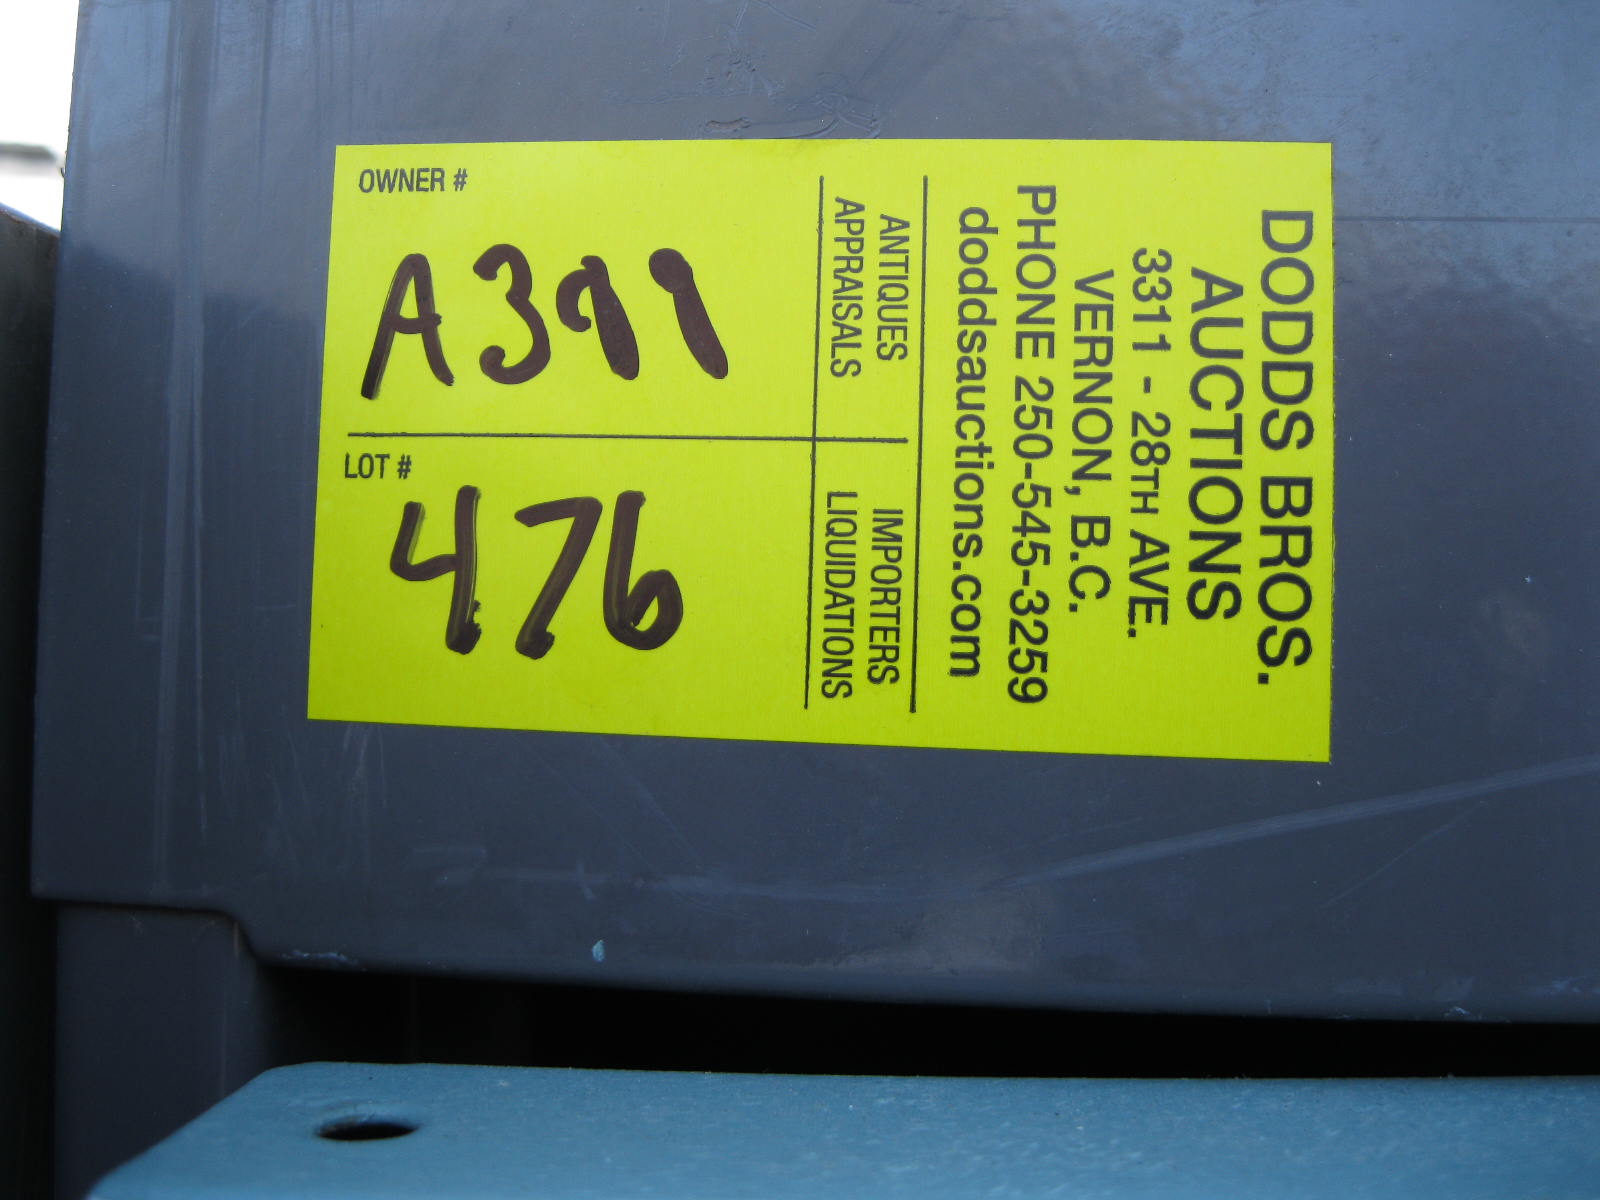 DODDS BROS.
AUCTIONS
3311 - 28TH AVE.
VERNON, B.C.
PHONE 250-545-3259
doddsauctions.com
ANTIQUES
APPRAISALS
IMPORTERS
LIQUIDATIONS
OWNER #
A391
LOT #
476